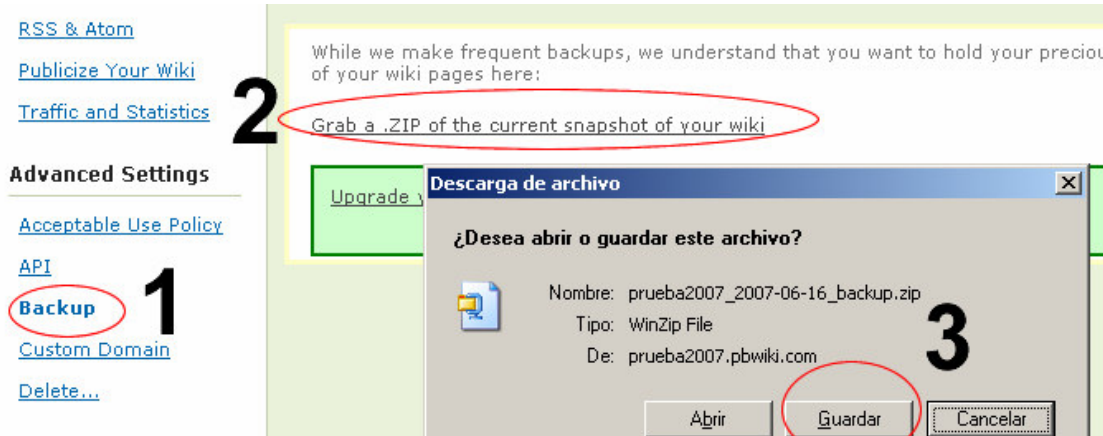 RSS & Atom
Publicize Your Wiki
Traffic and Statistics
Advanced Settings
Acceptable Use Policy
API
Backup
1
Custom Domain
Delete...
2
While we make frequent backups, we understand that you want to hold your
of your wiki pages here:
Grab a .ZIP of the current snapshot of your wiki
Upgrade
Descarga de archivo
¿Desea abrir o guardar este archivo?
Nombre: prueba2007_2007-06-16_backup.zip
Tipo: WinZip File
De: prueba2007.pbwiki.com
3
Abrir Guardar Cancelar